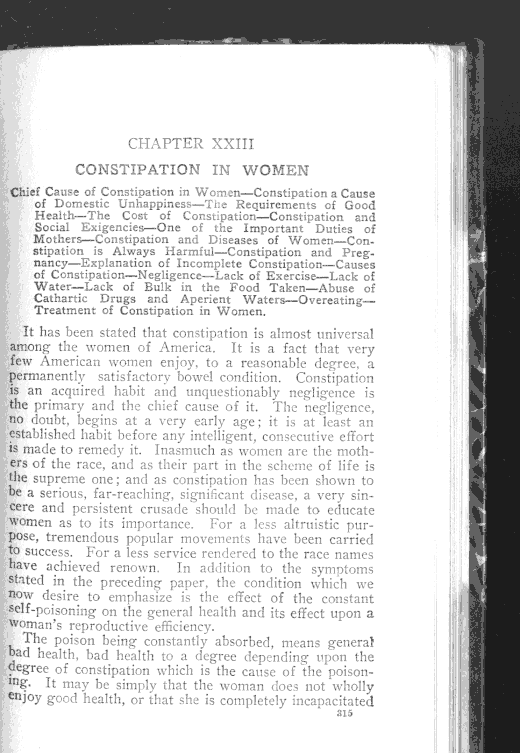 CHAPTER XXIII
CONSTIPATION IN WOMEN
Chief Cause of Constipation in Women—Constipation a Cause
of Domestic Unhappiness—The Requirements of Good
Health—The Cost of Constipation—Constipation and
Social Exigencies—One of the Important Duties of
Mothers—Constipation and Diseases of Women—Con-
stipation is Always Harmful—Constipation and Preg-
nancy—Explanation of Incomplete Constipation—Causes
of Constipation—Negligence—Lack of Exercise—Lack of
Water—Lack of Bulk in the Food Taken—Abuse of
Cathartic Drugs and Aperient Waters—Overeating—
Treatment of Constipation in Women.
It has been stated that constipation is almost universal
among the women of America. It is a fact that very
few American women enjoy, to a reasonable degree, a
permanently satisfactory bowel condition. Constipation
is an acquired habit and unquestionably negligence is
the primary and the chief cause of it. The negligence,
no doubt, begins at a very early age; it is at least an
established habit before any intelligent, consecutive effort
is made to remedy it. Inasmuch as women are the moth-
ers of the race, and as their part in the scheme of life is
the supreme one; and as constipation has been shown to
be a serious, far-reaching, significant disease, a very sin-
cere and persistent crusade should be made to educate
women as to its importance. For a less altruistic pur-
pose, tremendous popular movements have been carried
to success. For a less service rendered to the race names
have achieved renown. In addition to the symptoms
stated in the preceding paper, the condition which we
now desire to emphasize is the effect of the constant
self-poisoning on the general health and its effect upon a
woman's reproductive efficiency.
The poison being constantly absorbed, means general
bad health, bad health to a degree depending upon the
degree of constipation which is the cause of the poison-
ing. It may be simply that the woman does not wholly
enjoy good health, or that she is completely incapacitated
315